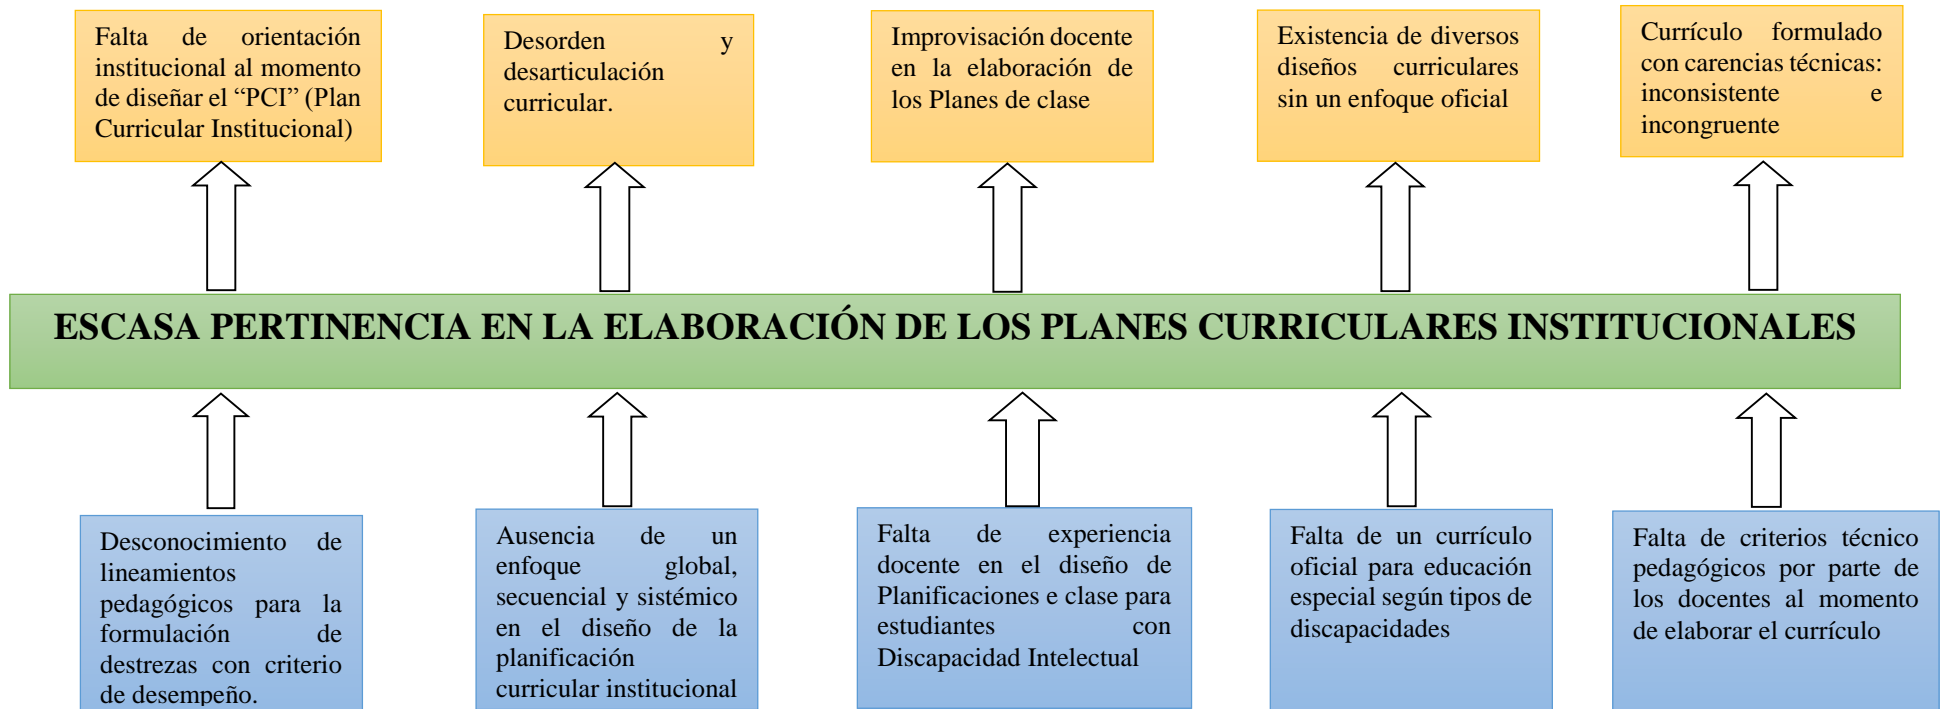 Falta de orientación
institucional al momento
de diseñar el “PCI” (Plan
Curricular Institucional)
Desorden y
desarticulación
curricular.
Improvisación docente
en la elaboración de
los Planes de clase
Existencia de diversos
diseños curriculares
sin un enfoque oficial
Currículo formulado
con carencias técnicas:
inconsistente e
incongruente
ESCASA PERTINENCIA EN LA ELABORACIÓN DE LOS PLANES CURRICULARES INSTITUCIONALES
Desconocimiento de
lineamientos
pedagógicos para la
formulación de
destrezas con criterio
de desempeño.
Ausencia de un
enfoque global,
secuencial y sistémico
en el diseño de la
planificación
curricular institucional
Falta de experiencia
docente en el diseño de
Planificaciones e clase para
estudiantes con
Discapacidad Intelectual
Falta de un currículo
oficial para educación
especial según tipos de
discapacidades
Falta de criterios técnico
pedagógicos por parte de
los docentes al momento
de elaborar el currículo